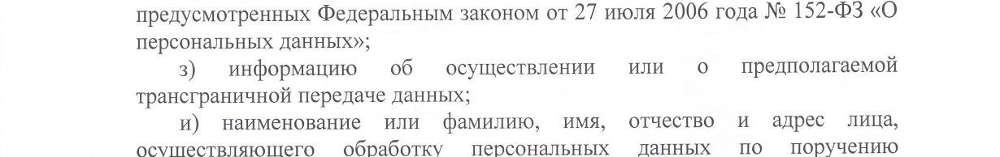 предусмотренных Федеральным законом от 27 июля 2006 года № 152-ФЗ «О
персональных данных»;
з) информацию об осуществлении или о предполагаемой
трансграничной передаче данных;
и) наименование или фамилию, имя, отчество и адрес лица,
осуществляющего обработку персональных данных по поручению